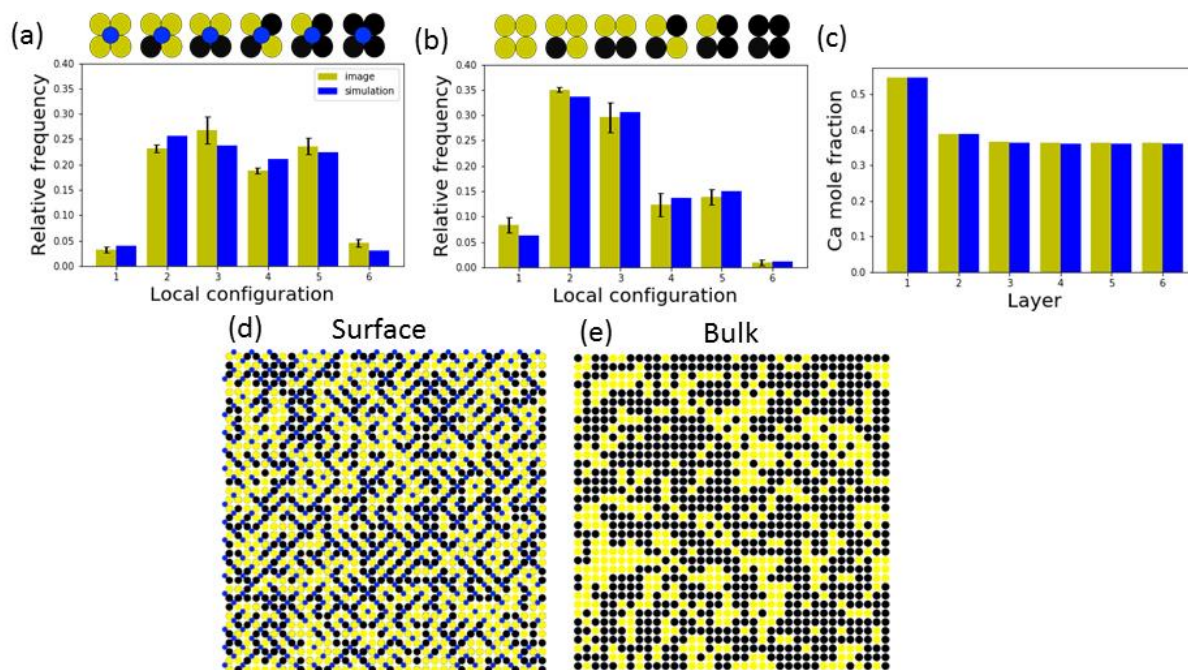 (a)
Relative frequency
0.40
0.35
0.30
0.25
0.20
0.15
0.10
0.05
0.00
image
simulation
1 2 3 4 5 6
Local configuration
(b)
Relative frequency
0.40
0.35
0.30
0.25
0.20
0.15
0.10
0.05
0.00
1 2 3 4 5 6
Local configuration
(c)
Ca mole fraction
0.5
0.4
0.3
0.2
0.1
0.0
1 2 3 4 5 6
Layer
(d) Surface
(e) Bulk